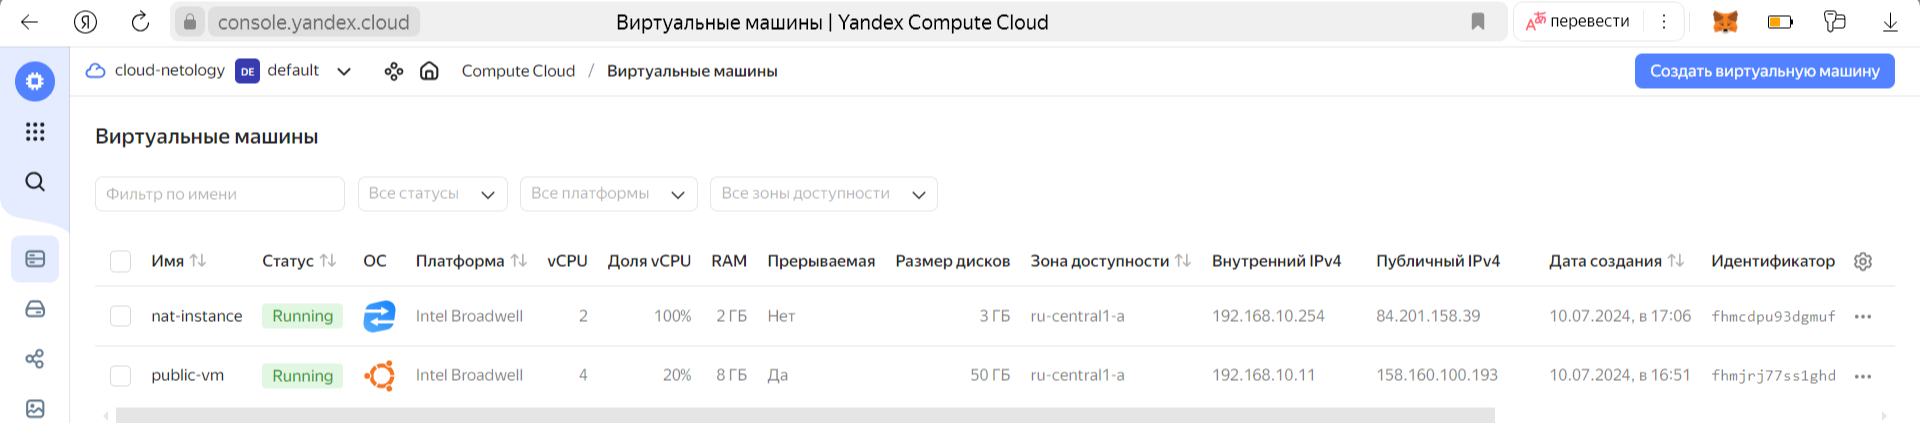 Я console.yandex.cloud Виртуальные машины | Yandex Compute Cloud перевести
cloud-netology DE default Compute Cloud / Виртуальные машины Создать виртуальную машину
Виртуальные машины
Фильтр по имени Все статусы Все платформы Все зоны доступности
Имя Статус ОС Платформа vCPU Доля vCPU RAM Прерываемая Размер дисков Зона доступности Внутренний IPv4 Публичный IPv4 Дата создания Идентификатор
nat-instance Running Intel Broadwell 2 100% 2 ГБ Нет 3 ГБ ru-central1-a 192.168.10.254 84.201.158.39 10.07.2024, в 17:06 fhmcdpu93dgmuf
public-vm Running Intel Broadwell 4 20% 8 ГБ Да 50 ГБ ru-central1-a 192.168.10.11 158.160.100.193 10.07.2024, в 16:51 fhmjrj77ss1ghd